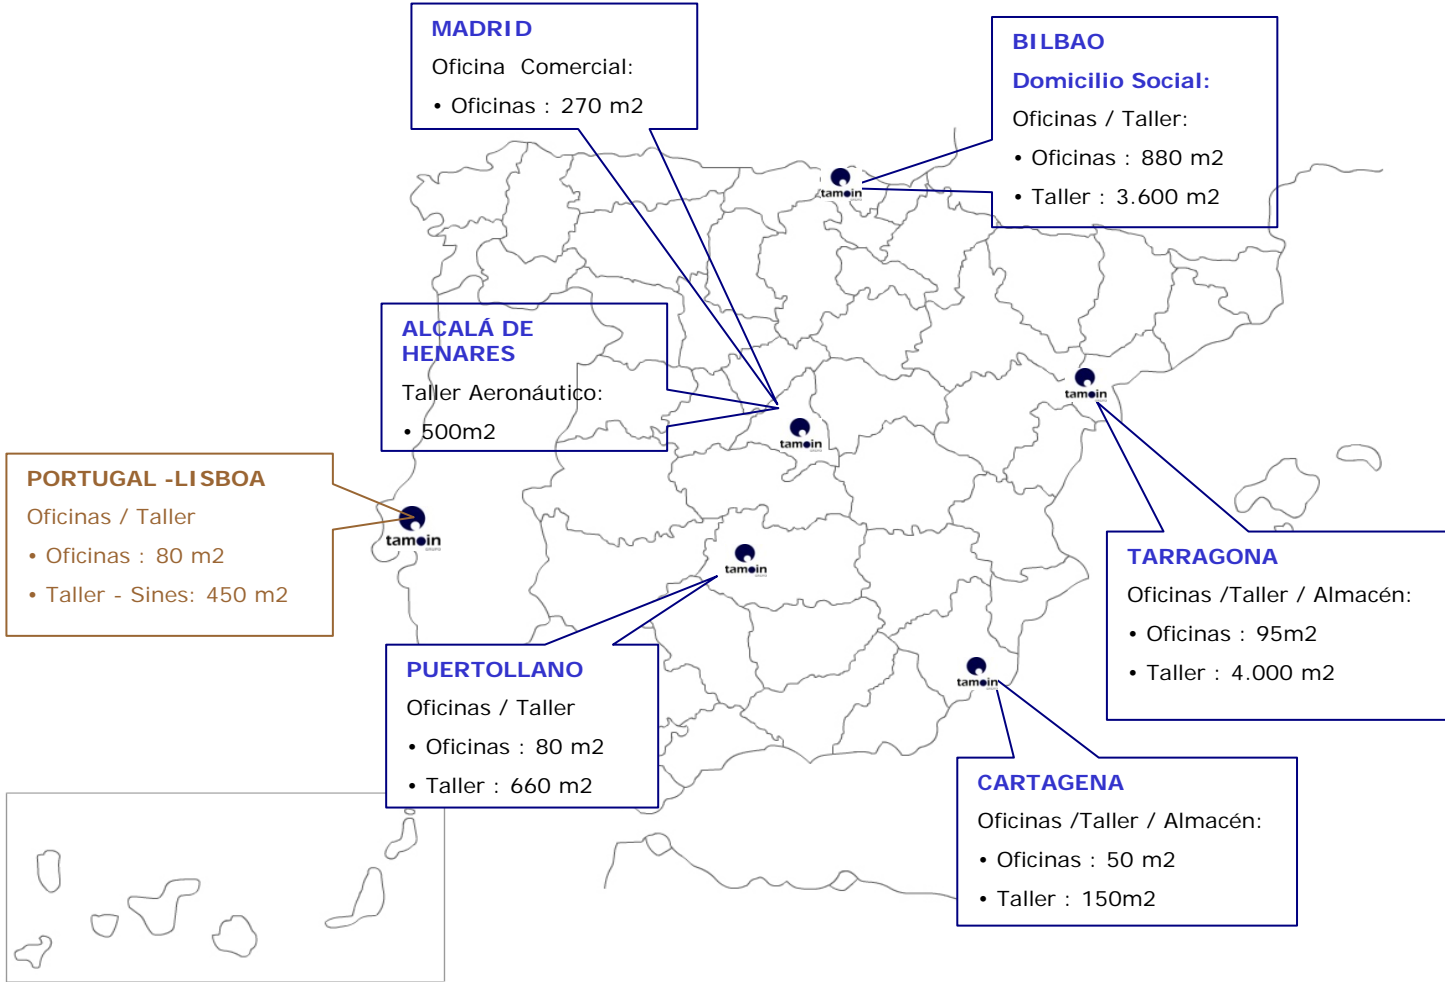 MADRID
Oficina Comercial:
• Oficinas : 270 m2
BILBAO
Domicilio Social:
Oficinas / Taller:
• Oficinas : 880 m2
• Taller : 3.600 m2
tamoin
ALCALÁ DE
HENARES
Taller Aeronáutico:
• 500m2
tamoin
tamoin
PORTUGAL -LISBOA
Oficinas / Taller
• Oficinas : 80 m2
• Taller - Sines: 450 m2
tamoin
tamoin
TARRAGONA
Oficinas /Taller / Almacén:
• Oficinas : 95m2
• Taller : 4.000 m2
PUERTOLLANO
Oficinas / Taller
• Oficinas : 80 m2
• Taller : 660 m2
tamoin
CARTAGENA
Oficinas /Taller / Almacén:
• Oficinas : 50 m2
• Taller : 150m2